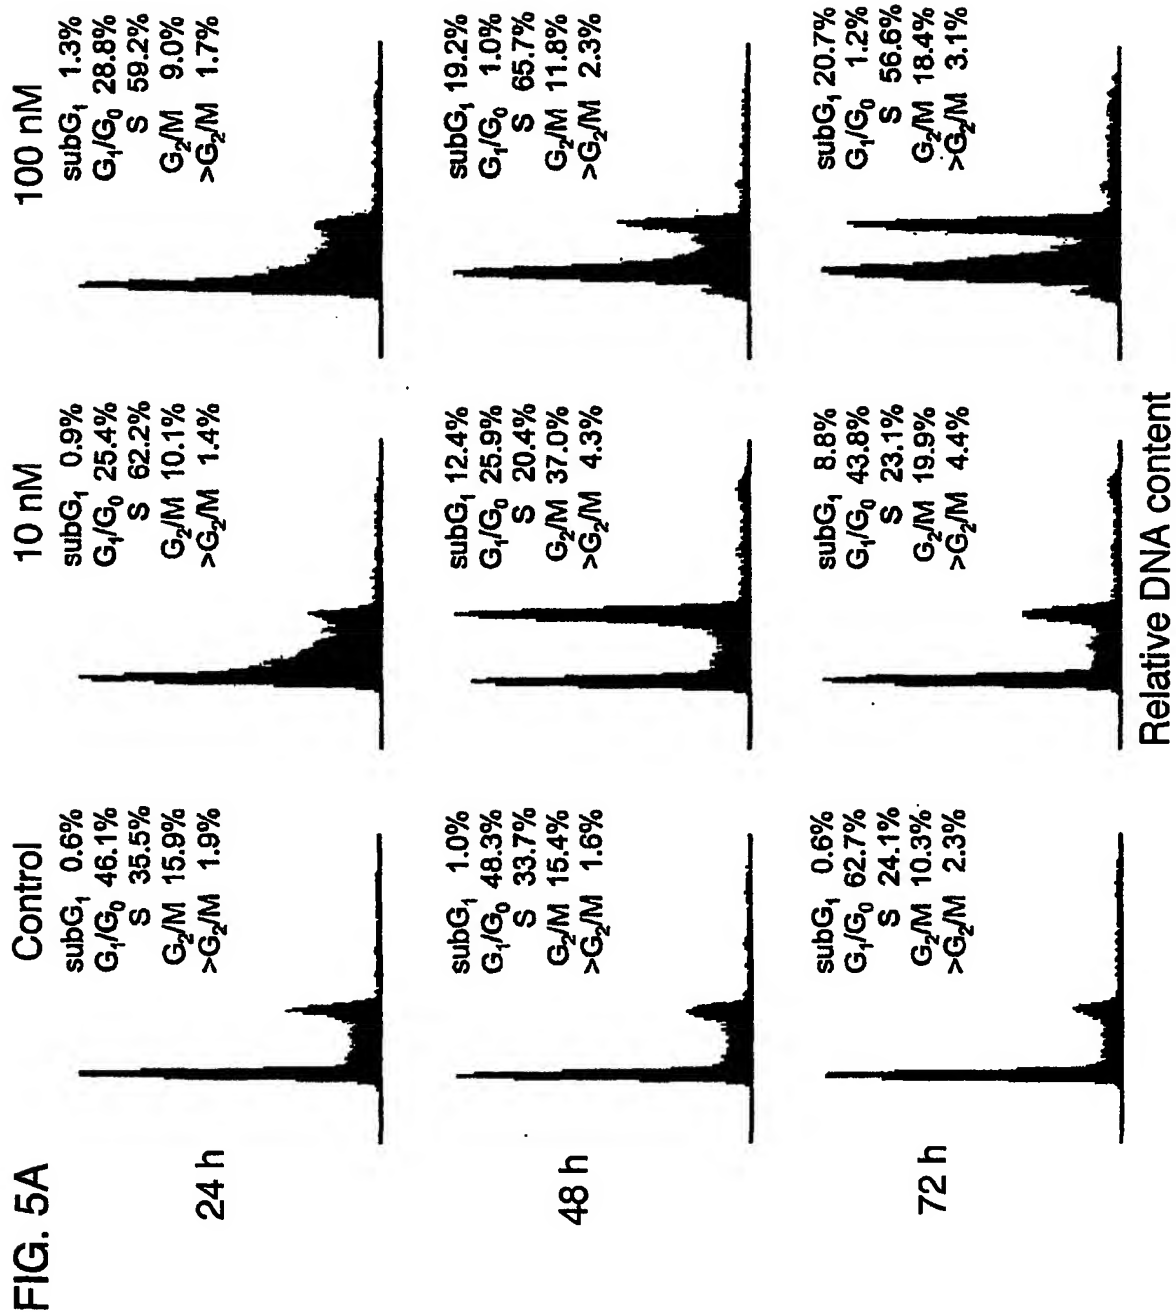 FIG. 5A
Control
10 nM
100 nM
24 h
subG₁ 0.6%
G₁/G₀ 46.1%
S 35.5%
G₂/M 15.9%
>G₂/M 1.9%
subG₁ 0.9%
G₁/G₀ 25.4%
S 62.2%
G₂/M 10.1%
>G₂/M 1.4%
subG₁ 1.3%
G₁/G₀ 28.8%
S 59.2%
G₂/M 9.0%
>G₂/M 1.7%
48 h
subG₁ 1.0%
G₁/G₀ 48.3%
S 33.7%
G₂/M 15.4%
>G₂/M 1.6%
subG₁ 12.4%
G₁/G₀ 25.9%
S 20.4%
G₂/M 37.0%
>G₂/M 4.3%
subG₁ 19.2%
G₁/G₀ 1.0%
S 65.7%
G₂/M 11.8%
>G₂/M 2.3%
72 h
subG₁ 0.6%
G₁/G₀ 62.7%
S 24.1%
G₂/M 10.3%
>G₂/M 2.3%
subG₁ 8.8%
G₁/G₀ 43.8%
S 23.1%
G₂/M 19.9%
>G₂/M 4.4%
subG₁ 20.7%
G₁/G₀ 1.2%
S 56.6%
G₂/M 18.4%
>G₂/M 3.1%
Relative DNA content